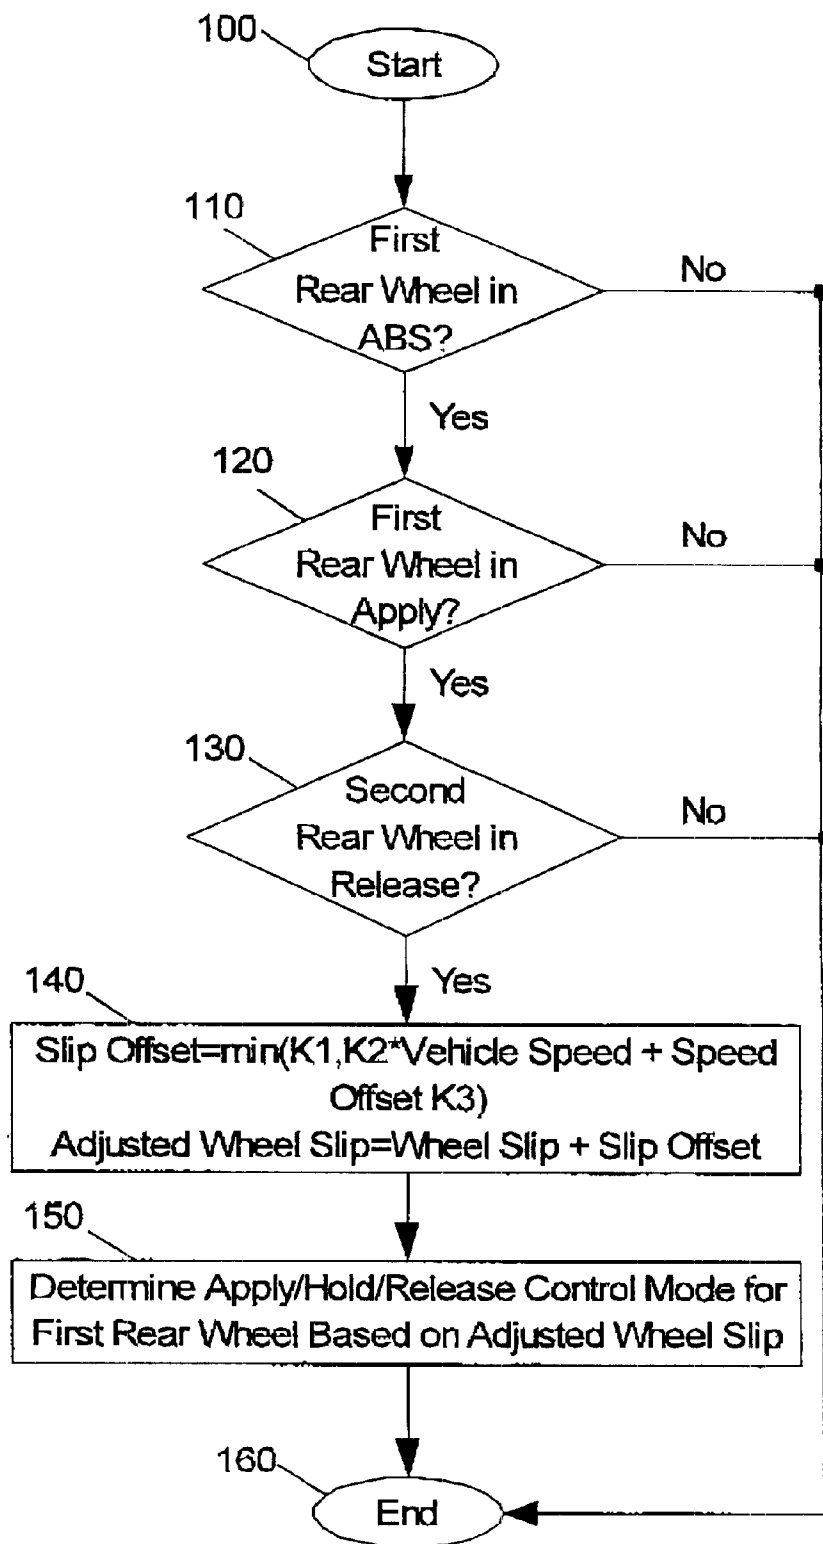 100
Start
110
First
Rear Wheel in
ABS?
No
Yes
120
First
Rear Wheel in
Apply?
No
Yes
130
Second
Rear Wheel in
Release?
No
Yes
140
Slip Offset=min(K1,K2*Vehicle Speed + Speed
Offset K3)
Adjusted Wheel Slip=Wheel Slip + Slip Offset
150
Determine Apply/Hold/Release Control Mode for
First Rear Wheel Based on Adjusted Wheel Slip
160
End